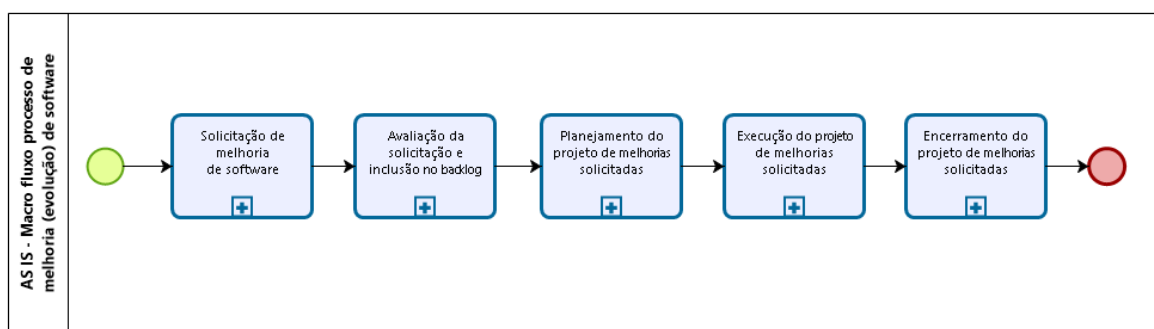 AS IS - Macro fluxo processo de
melhoria (evolução) de software
Solicitação de
melhoria
de software
Avaliação da
solicitação e
inclusão no backlog
Planejamento do
projeto de melhorias
solicitadas
Execução do projeto
de melhorias
solicitadas
Encerramento do
projeto de melhorias
solicitadas